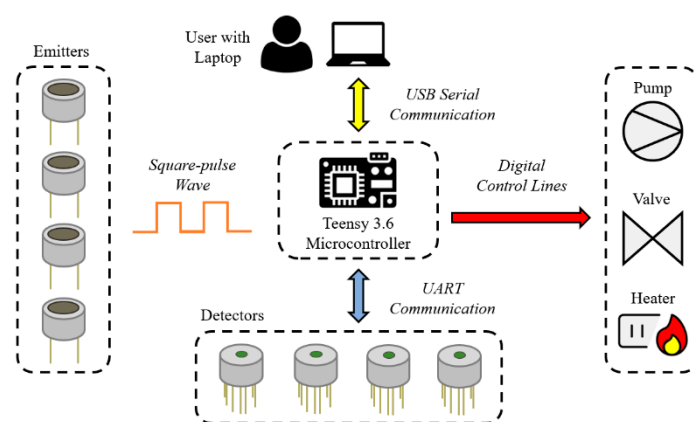 User with
Laptop
Emitters
USB Serial
Communication
Pump
Square-pulse
Wave
Digital
Control Lines
Teensy 3.6
Microcontroller
Valve
UART
Communication
Detectors
Heater